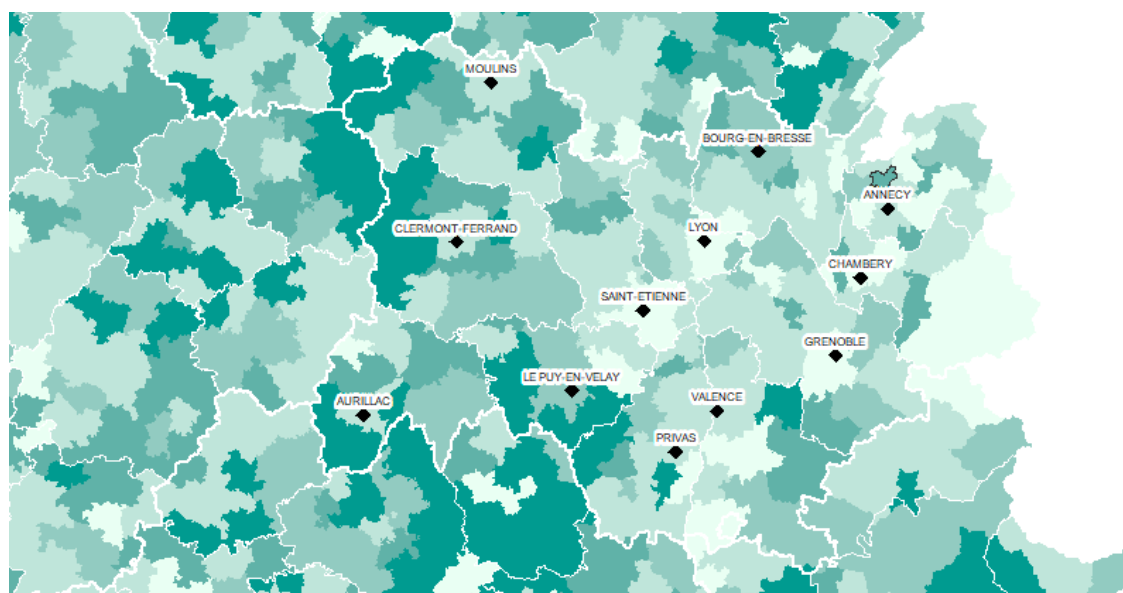 MOULINS
BOURG-EN-BRESSE
ANNECY
CLERMONT-FERRAND
LYON
CHAMBERY
SAINT-ETIENNE
GRENOBLE
LE PUY-EN-VELAY
AURILLAC
VALENCE
PRIVAS